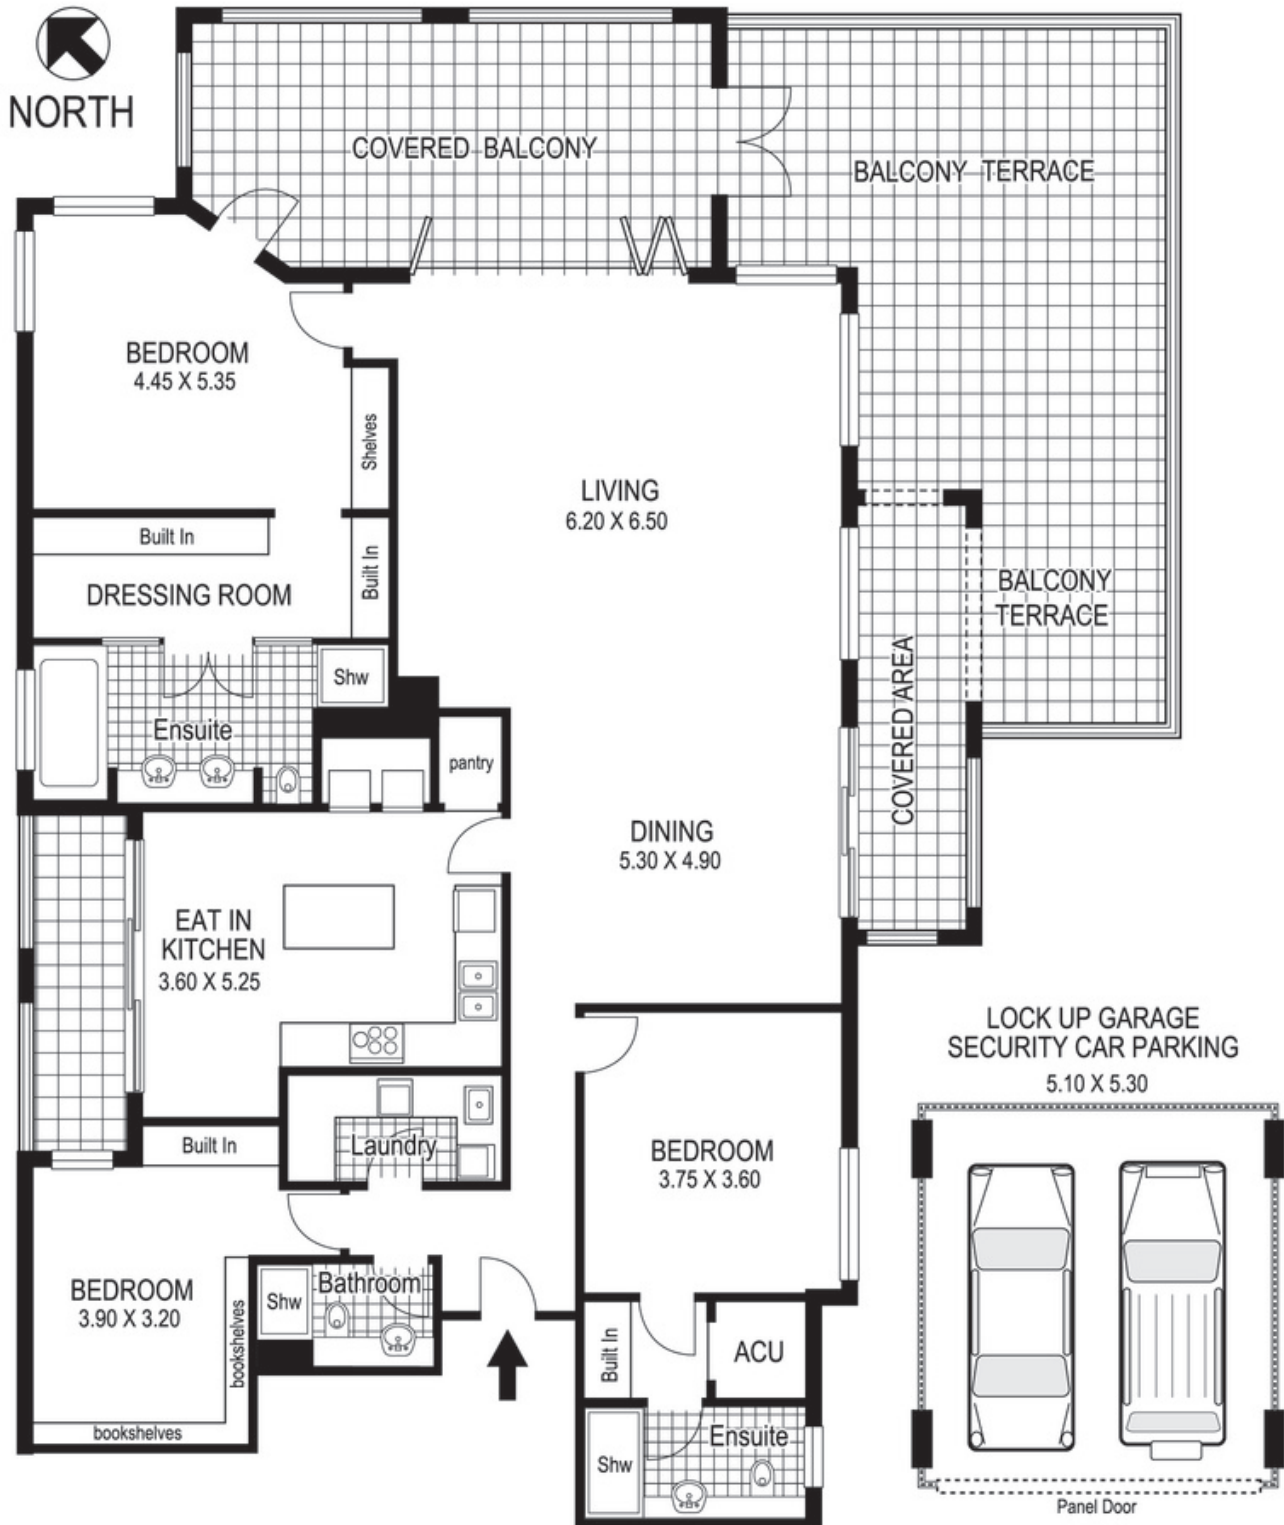 NORTH
COVERED BALCONY
BALCONY TERRACE
BEDROOM
4.45 X 5.35
Shelves
LIVING
6.20 X 6.50
Built In
Built In
DRESSING ROOM
BALCONY
TERRACE
COVERED AREA
Shw
Ensuite
pantry
DINING
5.30 X 4.90
EAT IN
KITCHEN
3.60 X 5.25
LOCK UP GARAGE
SECURITY CAR PARKING
5.10 X 5.30
Built In
Laundry
BEDROOM
3.75 X 3.60
BEDROOM
3.90 X 3.20
bookshelves
bookshelves
Shw
Bathroom
Built In
ACU
Ensuite
Shw
Panel Door